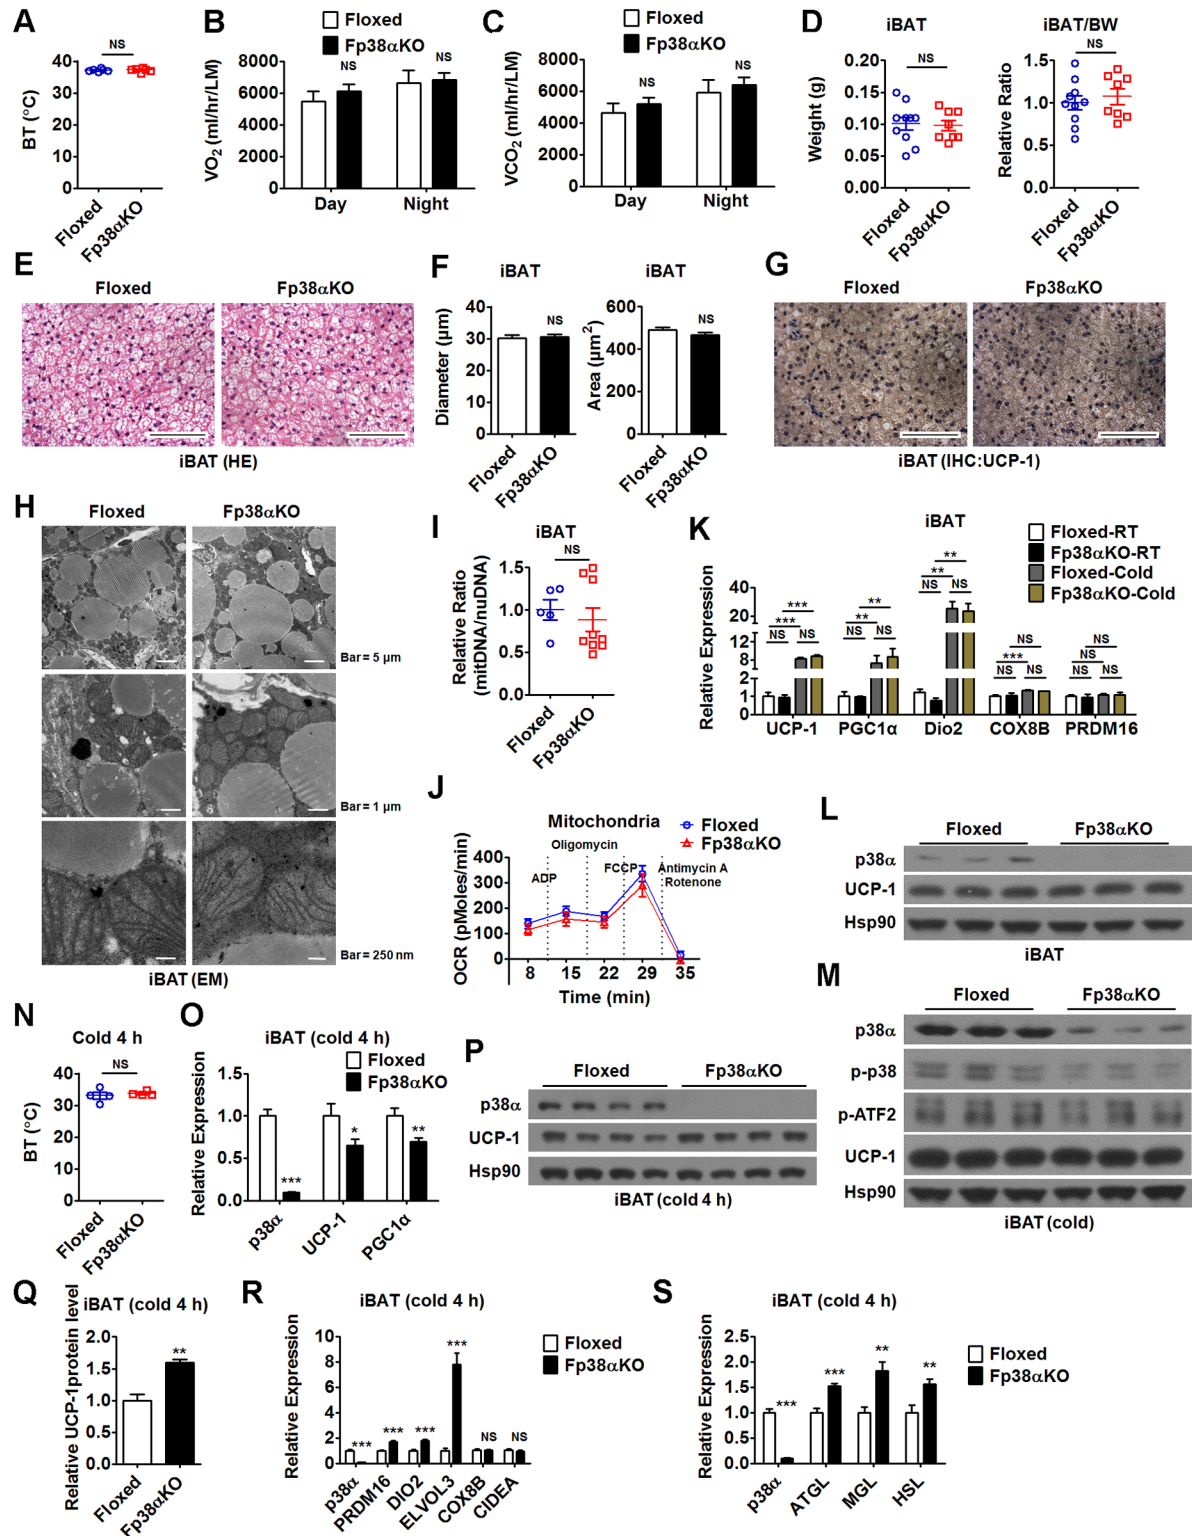 A
NS
BT (°C)
40
30
20
10
0
Floxed
Fp38αKO
B
Floxed
Fp38αKO
VO2 (ml/hr/LM)
8000
6000
4000
2000
0
NS
NS
Day
Night
C
Floxed
Fp38αKO
VCO2 (ml/hr/LM)
8000
6000
4000
2000
0
NS
NS
Day
Night
D
iBAT
NS
Weight (g)
0.20
0.15
0.10
0.05
0.00
Floxed
Fp38αKO
iBAT/BW
NS
Relative Ratio
1.5
1.0
0.5
0.0
Floxed
Fp38αKO
E
Floxed
Fp38αKO
iBAT (HE)
F
iBAT
Diameter (µm)
40
30
20
10
0
NS
Floxed
Fp38αKO
iBAT
Area (µm2)
600
400
200
0
NS
Floxed
Fp38αKO
G
Floxed
Fp38αKO
iBAT (IHC:UCP-1)
H
Floxed
Fp38αKO
Bar= 5 µm
Bar= 1 µm
Bar= 250 nm
iBAT (EM)
I
iBAT
NS
Relative Ratio
(mitDNA/nuDNA)
1.5
1.0
0.5
0.0
Floxed
Fp38αKO
J
Mitochondria
Floxed
Fp38αKO
Oligomycin
ADP
FCCP
Antimycin A
Rotenone
OCR (pMoles/min)
400
300
200
100
0
8
15
22
29
35
Time (min)
K
iBAT
Floxed-RT
Fp38αKO-RT
Floxed-Cold
Fp38αKO-Cold
Relative Expression
40
20
12
8
2
1
0
***
***
NS
NS
**
**
NS
NS
**
**
NS
NS
NS
***
NS
NS
NS
NS
NS
NS
UCP-1
PGC1α
Dio2
COX8B
PRDM16
L
Floxed
Fp38αKO
p38α
UCP-1
Hsp90
iBAT
M
Floxed
Fp38αKO
p38α
p-p38
p-ATF2
UCP-1
Hsp90
iBAT (cold)
N
Cold 4 h
NS
BT (°C)
40
30
20
10
0
Floxed
Fp38αKO
O
iBAT (cold 4 h)
Floxed
Fp38αKO
Relative Expression
1.5
1.0
0.5
0.0
***
*
**
p38α
UCP-1
PGC1α
P
Floxed
Fp38αKO
p38α
UCP-1
Hsp90
iBAT (cold 4 h)
Q
iBAT (cold 4 h)
Relative UCP-1protein level
2.0
1.5
1.0
0.5
0.0
**
Floxed
Fp38αKO
R
iBAT (cold 4 h)
Floxed
Fp38αKO
Relative Expression
10
8
6
4
2
0
***
***
***
***
NS
NS
p38α
PRDM16
DIO2
ELVOL3
COX8B
CIDEA
S
iBAT (cold 4 h)
Floxed
Fp38αKO
Relative Expression
2.5
2.0
1.5
1.0
0.5
0.0
***
***
**
**
p38α
ATGL
MGL
HSL